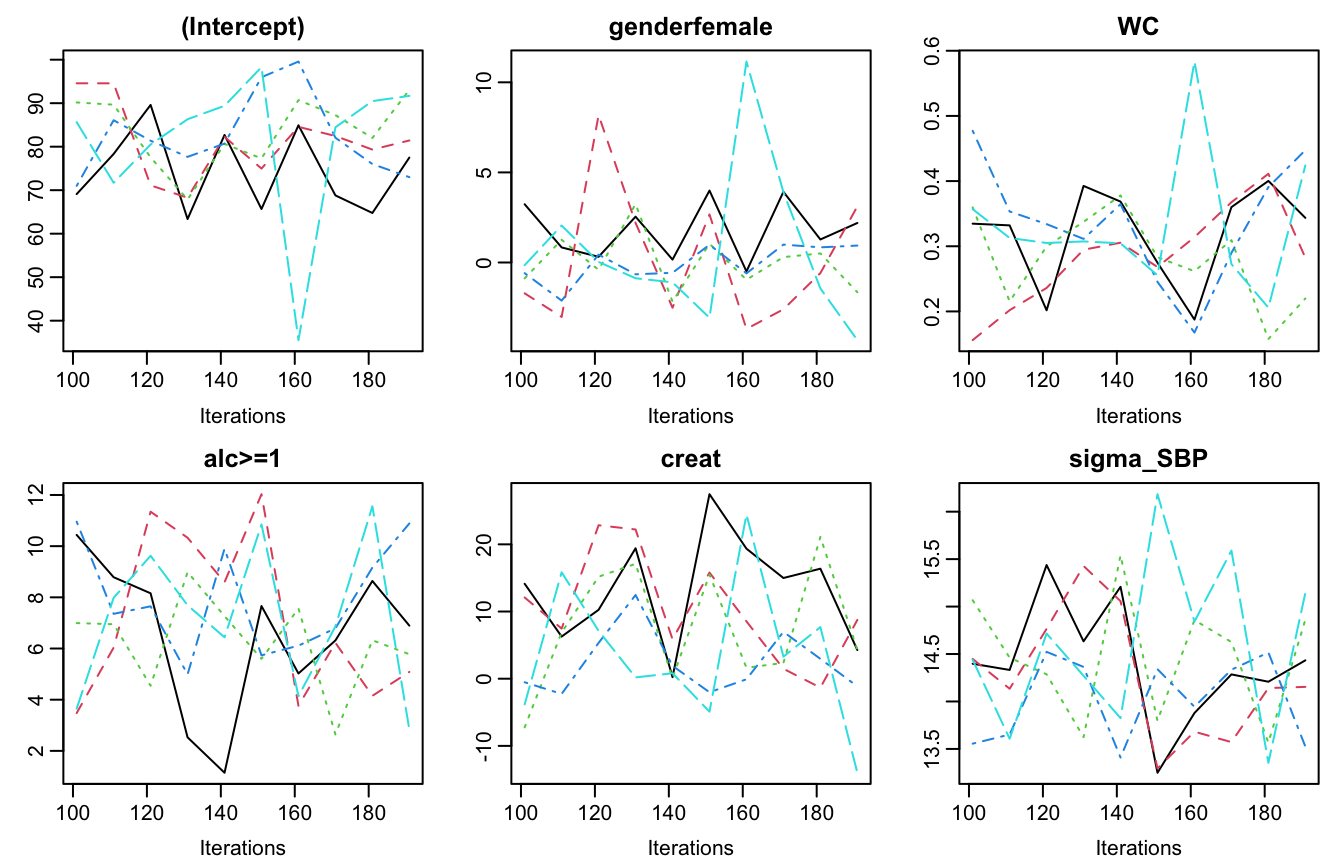 (Intercept)
genderfemale
WC
90
80
70
60
50
40
10
5
0
0.6
0.5
0.4
0.3
0.2
100 120 140 160 180
100 120 140 160 180
100 120 140 160 180
Iterations
Iterations
Iterations
alc>=1
creat
sigma_SBP
12
10
8
6
4
2
20
10
0
-10
15.5
14.5
13.5
100 120 140 160 180
100 120 140 160 180
100 120 140 160 180
Iterations
Iterations
Iterations